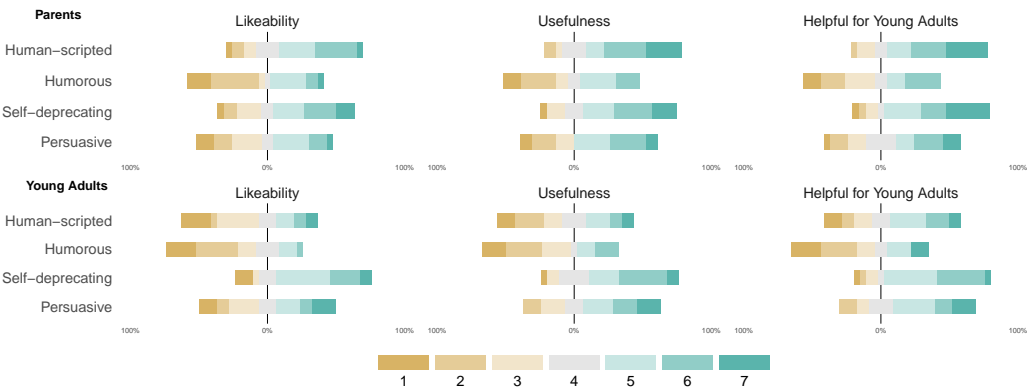 Parents
Likeability Usefulness Helpful for Young Adults
Human−scripted
Humorous
Self−deprecating
Persuasive
100% 0% 100% 100% 0% 100% 100% 0% 100%
Young Adults
Likeability Usefulness Helpful for Young Adults
Human−scripted
Humorous
Self−deprecating
Persuasive
100% 0% 100% 100% 0% 100% 100% 0% 100%
1 2 3 4 5 6 7